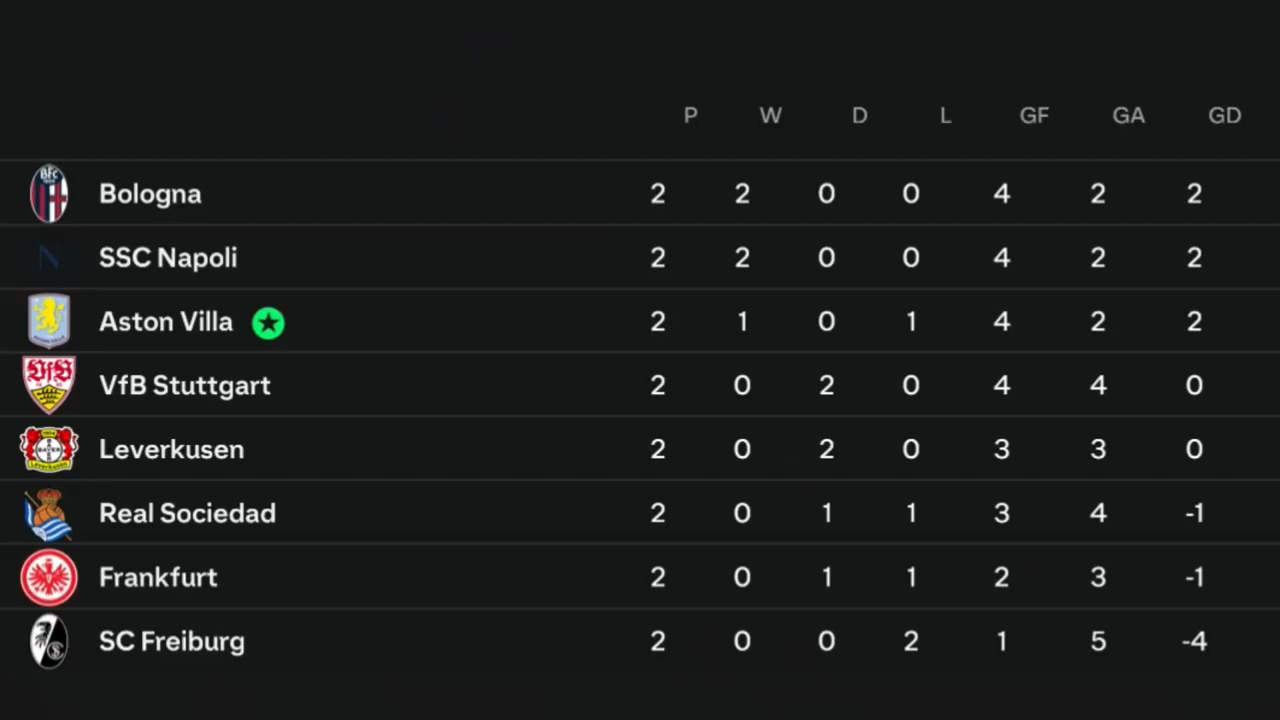 P W D L GF GA GD
Bologna 2 2 0 0 4 2 2
SSC Napoli 2 2 0 0 4 2 2
Aston Villa 2 1 0 1 4 2 2
VfB Stuttgart 2 0 2 0 4 4 0
Leverkusen 2 0 2 0 3 3 0
Real Sociedad 2 0 1 1 3 4 -1
Frankfurt 2 0 1 1 2 3 -1
SC Freiburg 2 0 0 2 1 5 -4